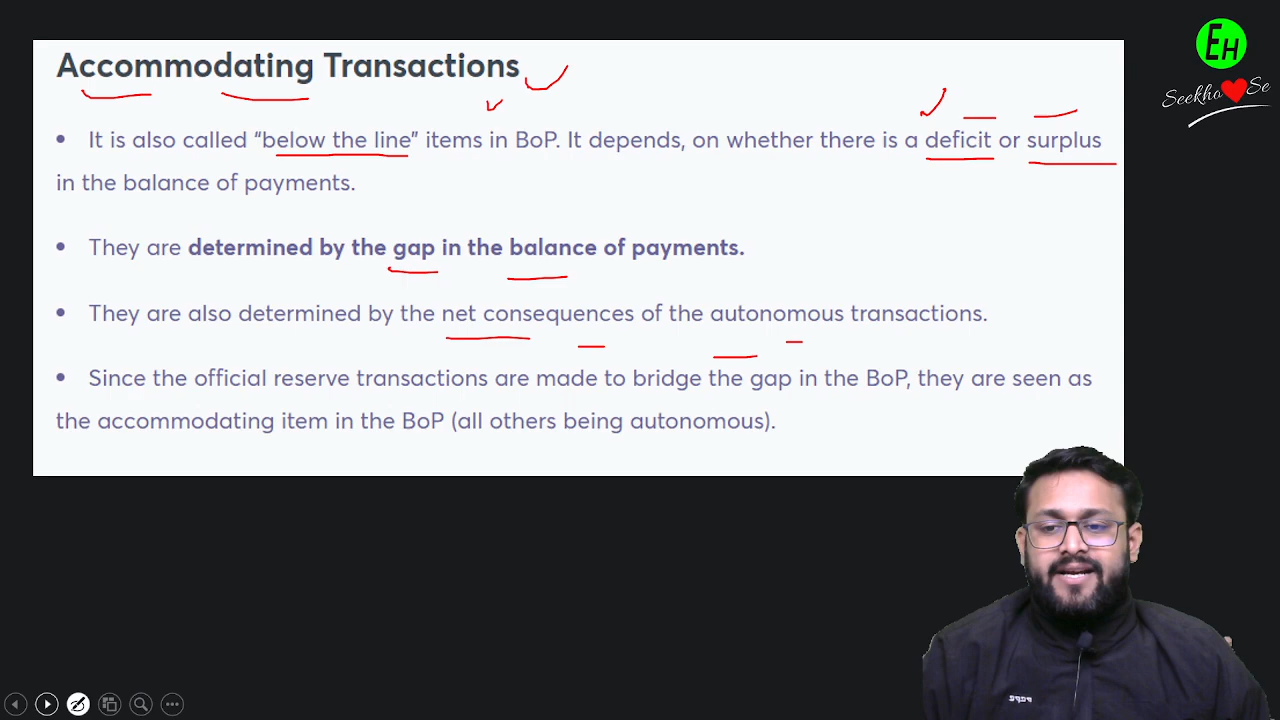 Accommodating Transactions
EH
Seekho Se
• It is also called “below the line” items in BoP. It depends, on whether there is a deficit or surplus
in the balance of payments.
• They are determined by the gap in the balance of payments.
• They are also determined by the net consequences of the autonomous transactions.
• Since the official reserve transactions are made to bridge the gap in the BoP, they are seen as
the accommodating item in the BoP (all others being autonomous).